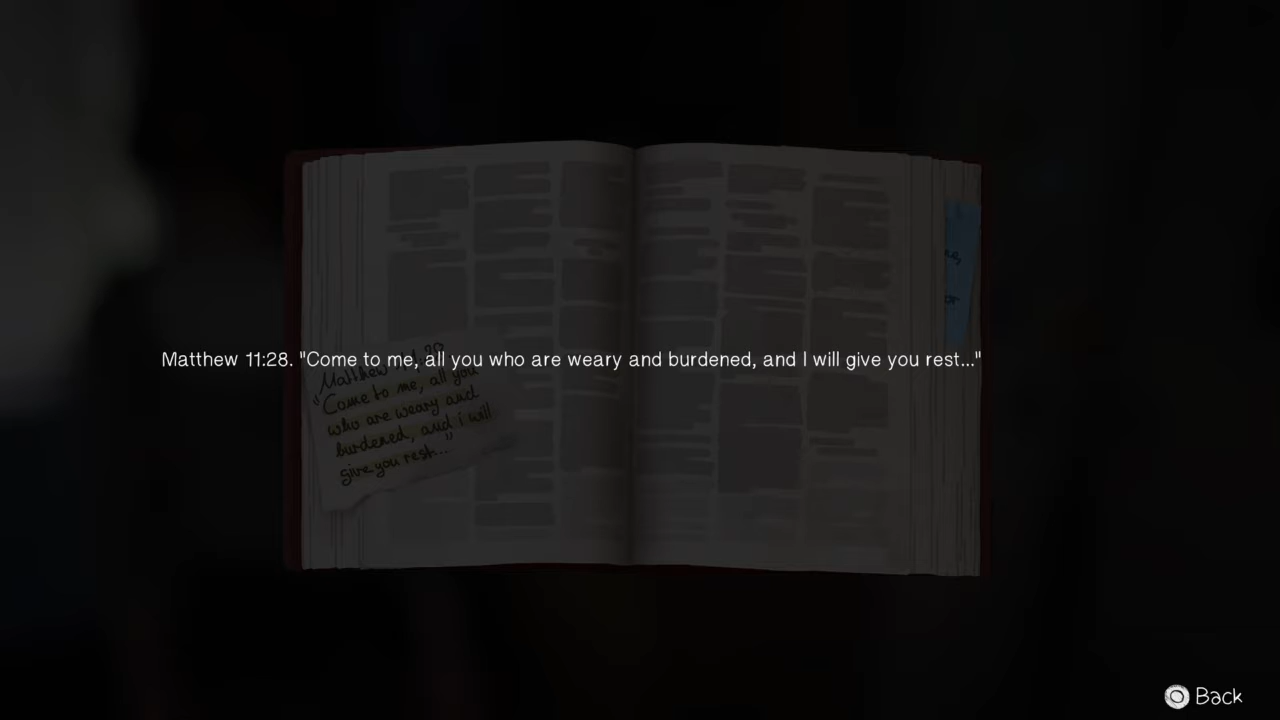 Matthew 11:28. "Come to me, all you who are weary and burdened, and I will give you rest..."
Matthew
"Come to me, all you
who are weary and
burdened, and i will
give you rest..."
Back